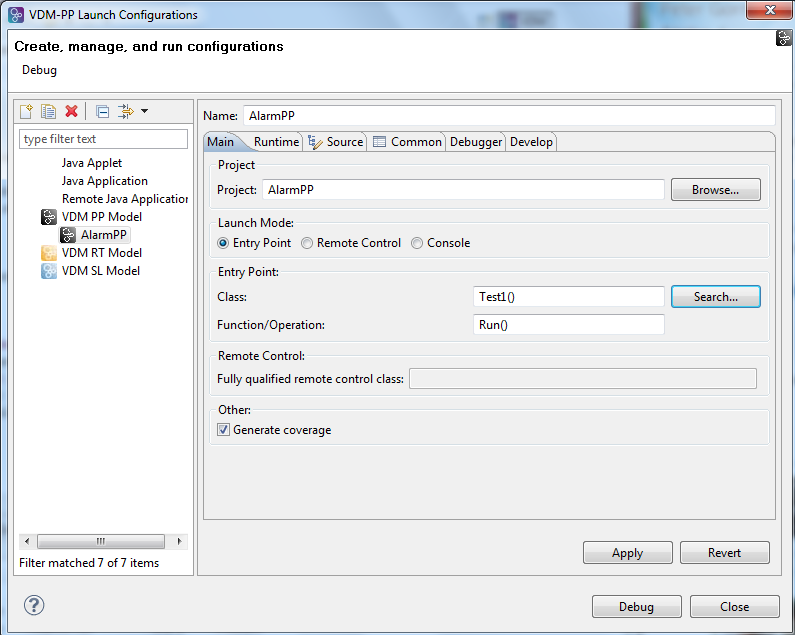 VDM-PP Launch Configurations
Create, manage, and run configurations
Debug
type filter text
Java Applet
Java Application
Remote Java Application
VDM PP Model
AlarmPP
VDM RT Model
VDM SL Model
Filter matched 7 of 7 items
Name: AlarmPP
Main Runtime Source Common Debugger Develop
Project
Project: AlarmPP Browse...
Launch Mode:
Entry Point Remote Control Console
Entry Point:
Class: Test1() Search...
Function/Operation: Run()
Remote Control:
Fully qualified remote control class:
Other:
Generate coverage
Apply Revert
Debug Close